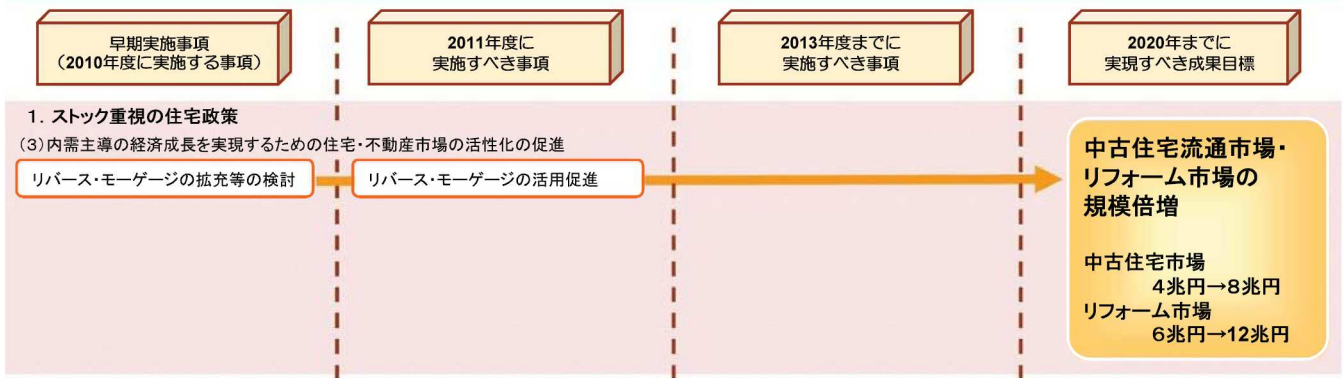 早期実施事項
（2010年度に実施する事項）
2011年度に
実施すべき事項
2013年度までに
実施すべき事項
2020年までに
実現すべき成果目標
1．ストック重視の住宅政策
（3）内需主導の経済成長を実現するための住宅・不動産市場の活性化の促進
リバース・モーゲージの拡充等の検討
リバース・モーゲージの活用促進
中古住宅流通市場・
リフォーム市場の
規模倍増
中古住宅市場
4兆円→8兆円
リフォーム市場
6兆円→12兆円